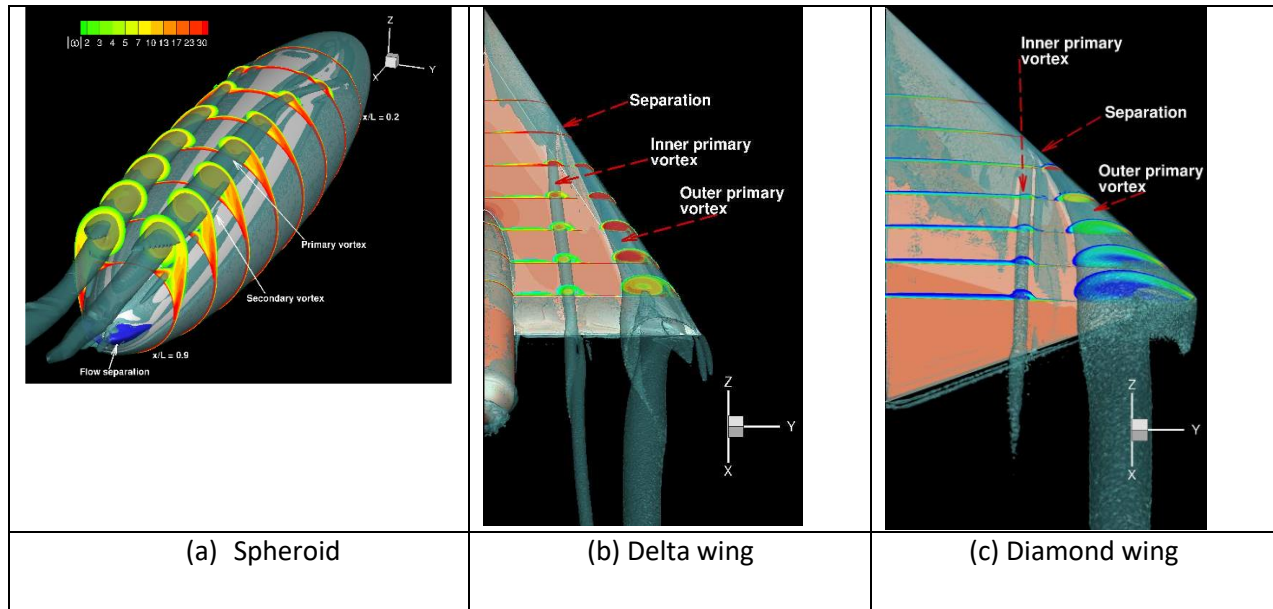 |ω| 2 3 4 5 7 10 13 17 23 30
Z
Y
X
x/L = 0.2
Primary vortex
Secondary vortex
x/L = 0.9
Flow separation
(a) Spheroid
Separation
Inner primary
vortex
Outer primary
vortex
Z
Y
X
(b) Delta wing
Inner primary
vortex
Separation
Outer primary
vortex
Z
Y
X
(c) Diamond wing